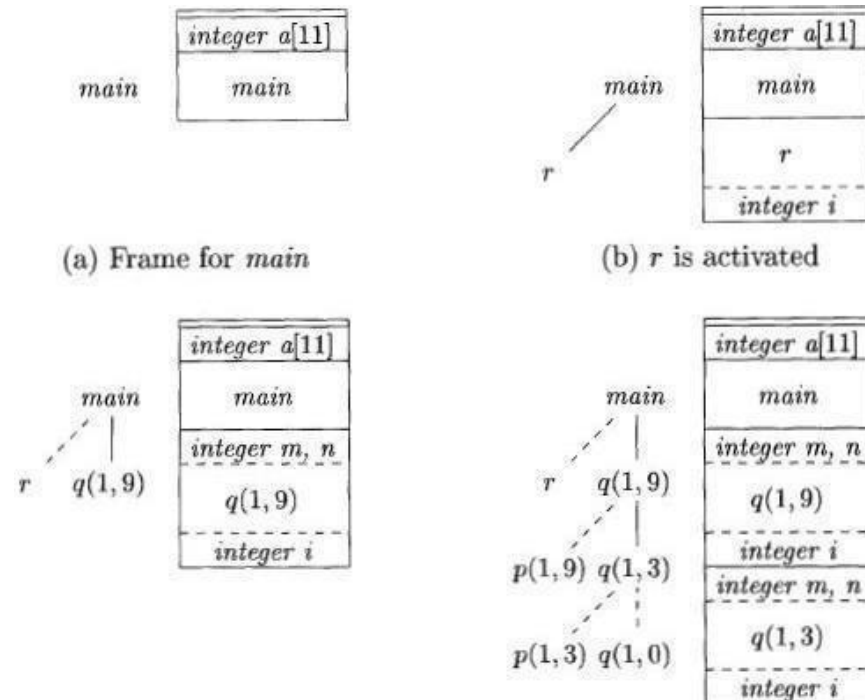 integer a[11]
main
main
(a) Frame for main
integer a[11]
main
main
r
r
integer i
(b) r is activated
integer a[11]
main
main
integer m, n
r q(1,9)
q(1,9)
integer i
integer a[11]
main
main
integer m, n
r q(1,9)
q(1,9)
integer i
p(1,9) q(1,3)
integer m, n
q(1,3)
p(1,3) q(1,0)
integer i